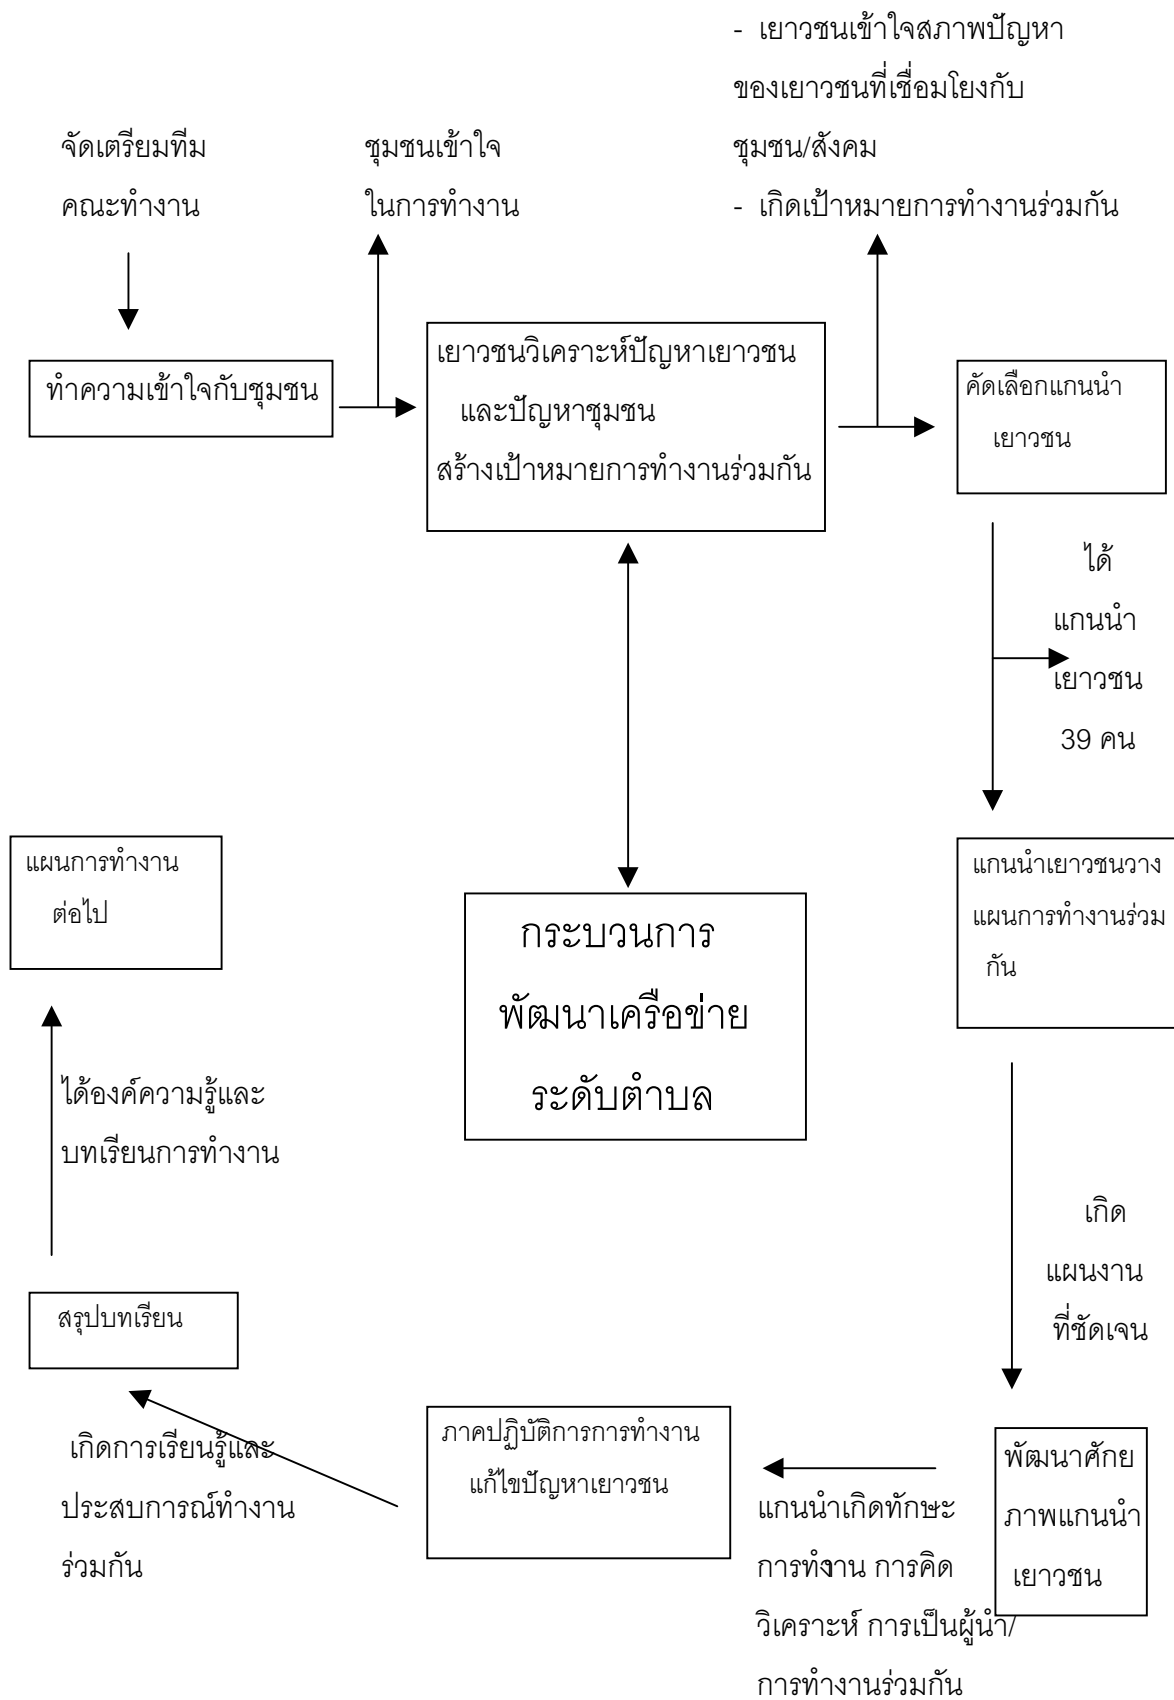 - เยาวชนเข้าใจสภาพปัญหา
ของเยาวชนที่เชื่อมโยงกับ
ชุมชน/สังคม
- เกิดเป้าหมายการทำงานร่วมกัน
จัดเตรียมทีม
คณะทำงาน
ชุมชนเข้าใจ
ในการทำงาน
ทำความเข้าใจกับชุมชน
เยาวชนวิเคราะห์ปัญหาเยาวชน
และปัญหาชุมชน
สร้างเป้าหมายการทำงานร่วมกัน
คัดเลือกแกนนำ
เยาวชน
ได้
แกนนำ
เยาวชน
39 คน
แกนนำเยาวชนวาง
แผนการทำงานร่วม
กัน
กระบวนการ
พัฒนาเครือข่าย
ระดับตำบล
แผนการทำงาน
ต่อไป
ได้องค์ความรู้และ
บทเรียนการทำงาน
เกิด
แผนงาน
ที่ชัดเจน
สรุปบทเรียน
เกิดการเรียนรู้และ
ประสบการณ์ทำงาน
ร่วมกัน
ภาคปฏิบัติการการทำงาน
แก้ไขปัญหาเยาวชน
แกนนำเกิดทักษะ
การทำงาน การคิด
วิเคราะห์ การเป็นผู้นำ/
การทำงานร่วมกัน
พัฒนาศักย
ภาพแกนนำ
เยาวชน